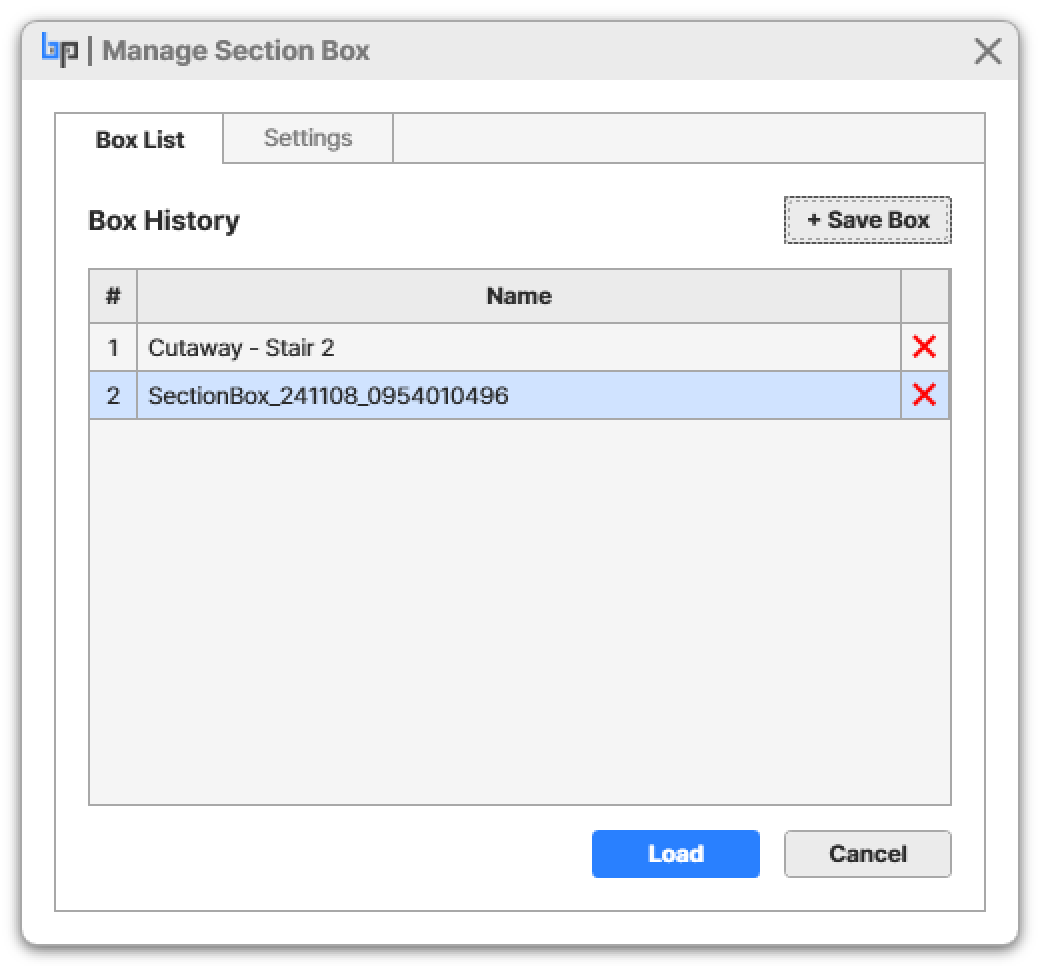 bp | Manage Section Box
Box List
Settings
Box History
+ Save Box
# Name
1 Cutaway - Stair 2
2 SectionBox_241108_0954010496
Load
Cancel